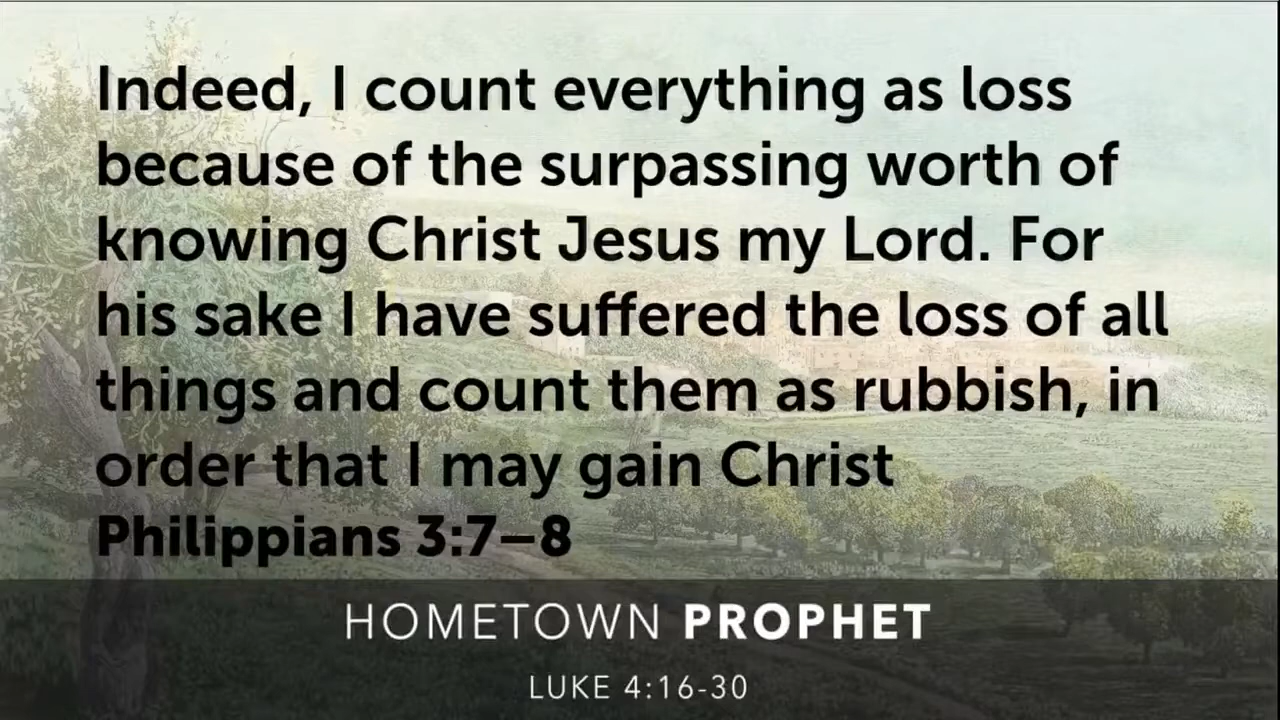 Indeed, I count everything as loss
because of the surpassing worth of
knowing Christ Jesus my Lord. For
his sake I have suffered the loss of all
things and count them as rubbish, in
order that I may gain Christ
Philippians 3:7–8
HOMETOWN PROPHET
LUKE 4:16-30